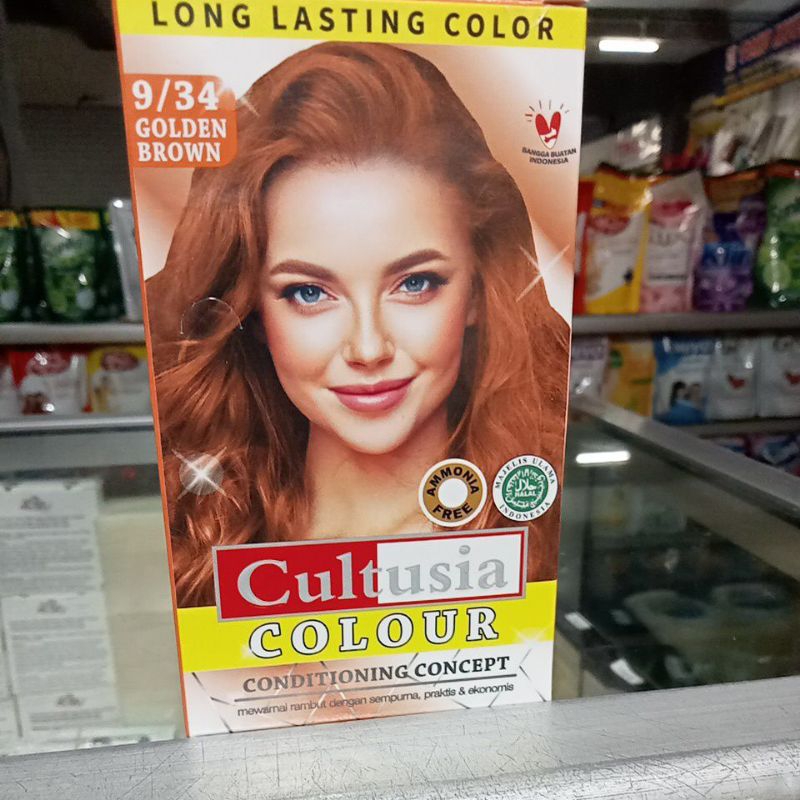 LONG LASTING COLOR
9/34
GOLDEN
BROWN
BANGGA BUATAN
INDONESIA
AMMONIA
FREE
MAJELIS ULAMA
HALAL
INDONESIA
Cultusia
COLOUR
CONDITIONING CONCEPT
mewarnai rambut dengan sempurna, praktis & ekonomis